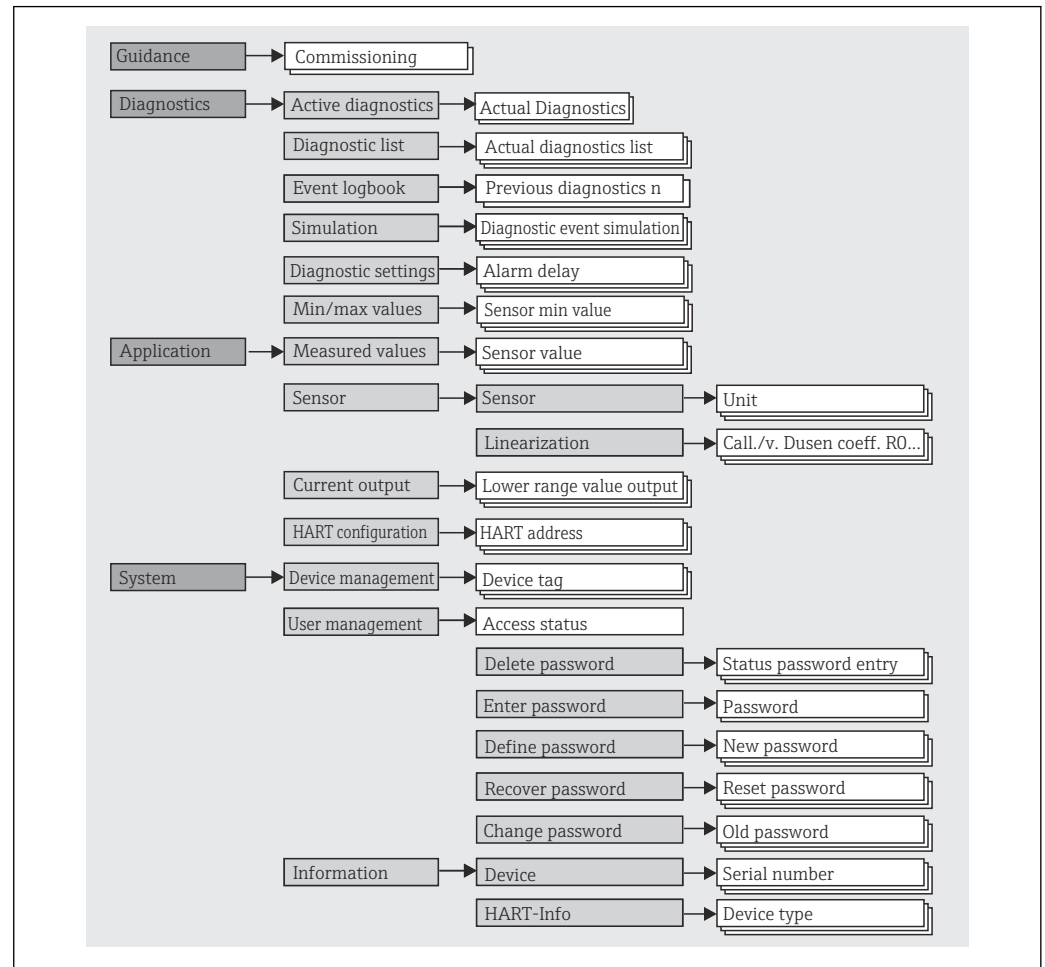 Guidance
Commissioning
Diagnostics
Active diagnostics
Actual Diagnostics
Diagnostic list
Actual diagnostics list
Event logbook
Previous diagnostics n
Simulation
Diagnostic event simulation
Diagnostic settings
Alarm delay
Min/max values
Sensor min value
Application
Measured values
Sensor value
Sensor
Sensor
Unit
Linearization
Call./v. Dusen coeff. R0...
Current output
Lower range value output
HART configuration
HART address
System
Device management
Device tag
User management
Access status
Delete password
Status password entry
Enter password
Password
Define password
New password
Recover password
Reset password
Change password
Old password
Information
Device
Serial number
HART-Info
Device type